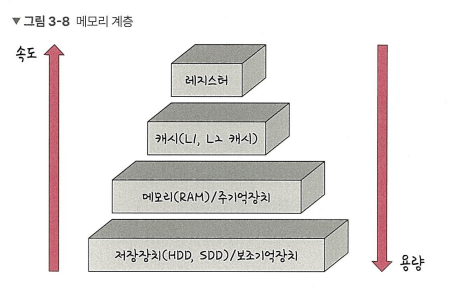 ▼ 그림 3-8 메모리 계층
속도
레지스터
캐시(L1, L2 캐시)
메모리(RAM)/주기억장치
저장장치(HDD, SDD)/보조기억장치
용량